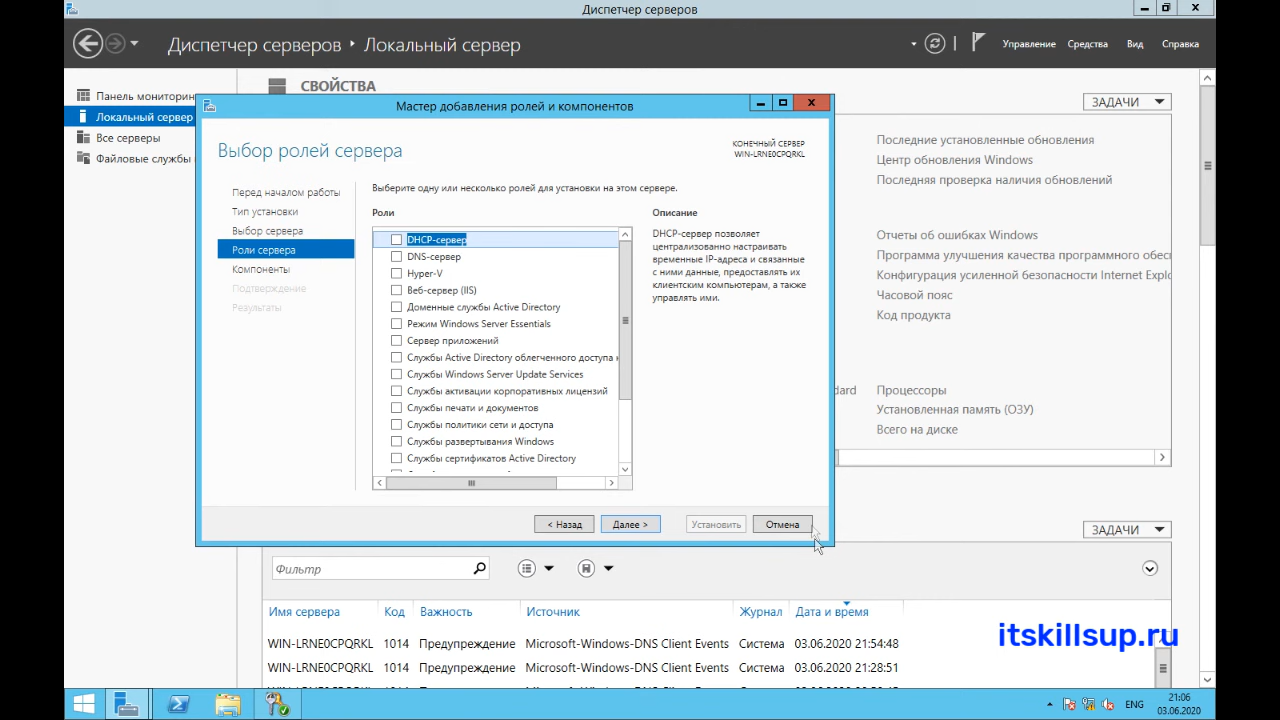 Диспетчер серверов
Диспетчер серверов ‣ Локальный сервер
Управление Средства Вид Справка
Панель мониторин
Локальный сервер
Все серверы
Файловые службы
СВОЙСТВА
ЗАДАЧИ
Последние установленные обновления
Центр обновления Windows
Последняя проверка наличия обновлений
Отчеты об ошибках Windows
Программа улучшения качества программного обес
Конфигурация усиленной безопасности Internet Explo
Часовой пояс
Код продукта
dard
Процессоры
Установленная память (ОЗУ)
Всего на диске
Мастер добавления ролей и компонентов
Выбор ролей сервера
КОНЕЧНЫЙ СЕРВЕР
WIN-LRNE0CPQRKL
Перед началом работы
Тип установки
Выбор сервера
Роли сервера
Компоненты
Подтверждение
Результаты
Выберите одну или несколько ролей для установки на этом сервере.
Роли
DHCP-сервер
DNS-сервер
Hyper-V
Веб-сервер (IIS)
Доменные службы Active Directory
Режим Windows Server Essentials
Сервер приложений
Службы Active Directory облегченного доступа к
Службы Windows Server Update Services
Службы активации корпоративных лицензий
Службы печати и документов
Службы политики сети и доступа
Службы развертывания Windows
Службы сертификатов Active Directory
Описание
DHCP-сервер позволяет
централизованно настраивать
временные IP-адреса и связанные
с ними данные, предоставлять их
клиентским компьютерам, а также
управлять ими.
< Назад Далее > Установить Отмена
ЗАДАЧИ
Фильтр
Имя сервера Код Важность Источник Журнал Дата и время
WIN-LRNE0CPQRKL 1014 Предупреждение Microsoft-Windows-DNS Client Events Система 03.06.2020 21:54:48
WIN-LRNE0CPQRKL 1014 Предупреждение Microsoft-Windows-DNS Client Events Система 03.06.2020 21:28:51
itskillsup.ru
ENG
21:06
03.06.2020